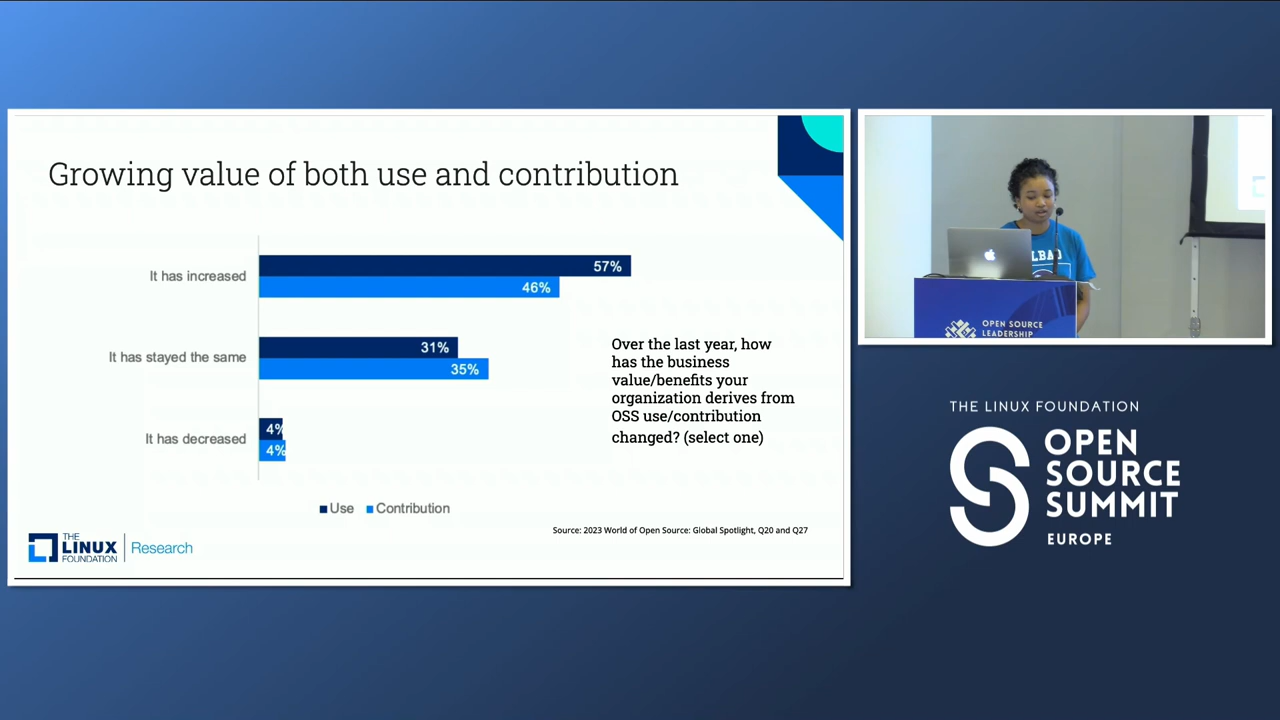 Growing value of both use and contribution
It has increased
57%
46%
It has stayed the same
31%
35%
It has decreased
4%
4%
Over the last year, how
has the business
value/benefits your
organization derives from
OSS use/contribution
changed? (select one)
Use
Contribution
Source: 2023 World of Open Source: Global Spotlight, Q20 and Q27
THE
LINUX
FOUNDATION
Research
OPEN SOURCE
LEADERSHIP
THE LINUX FOUNDATION
OPEN
SOURCE
SUMMIT
EUROPE